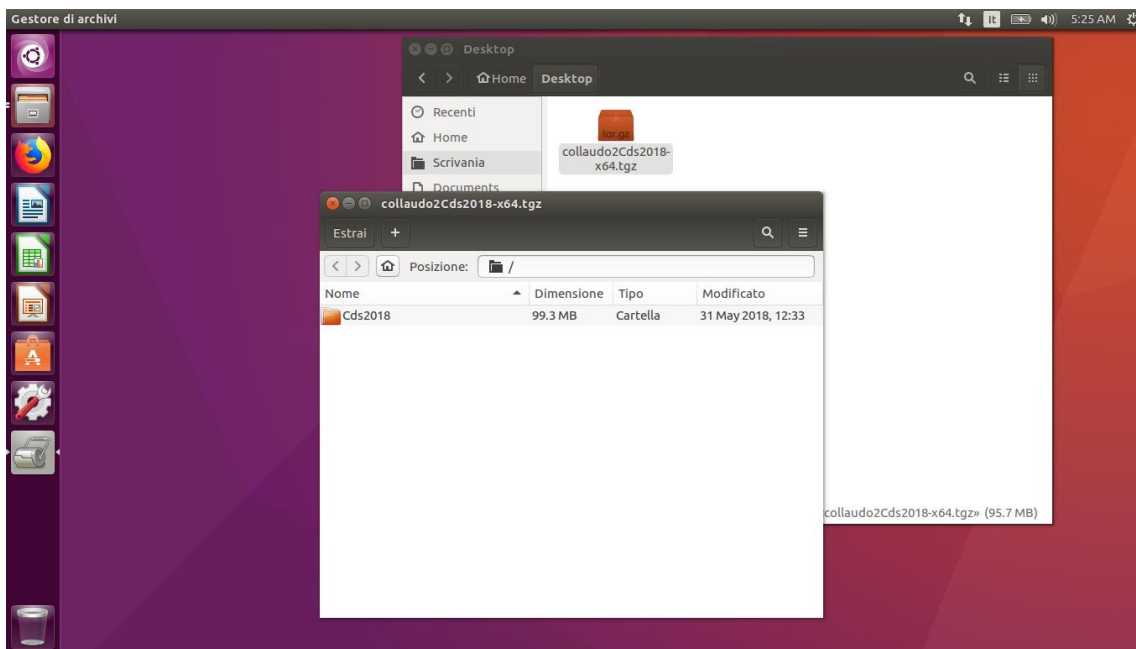 Gestore di archivi
It
5:25 AM
Desktop
Home Desktop
Recenti
Home
Scrivania
Documents
tar.gz
collaudo2Cds2018-
x64.tgz
collaudo2Cds2018-x64.tgz
Estrai +
Posizione: /
Nome Dimensione Tipo Modificato
Cds2018 99.3 MB Cartella 31 May 2018, 12:33
collaudo2Cds2018-x64.tgz» (95.7 MB)